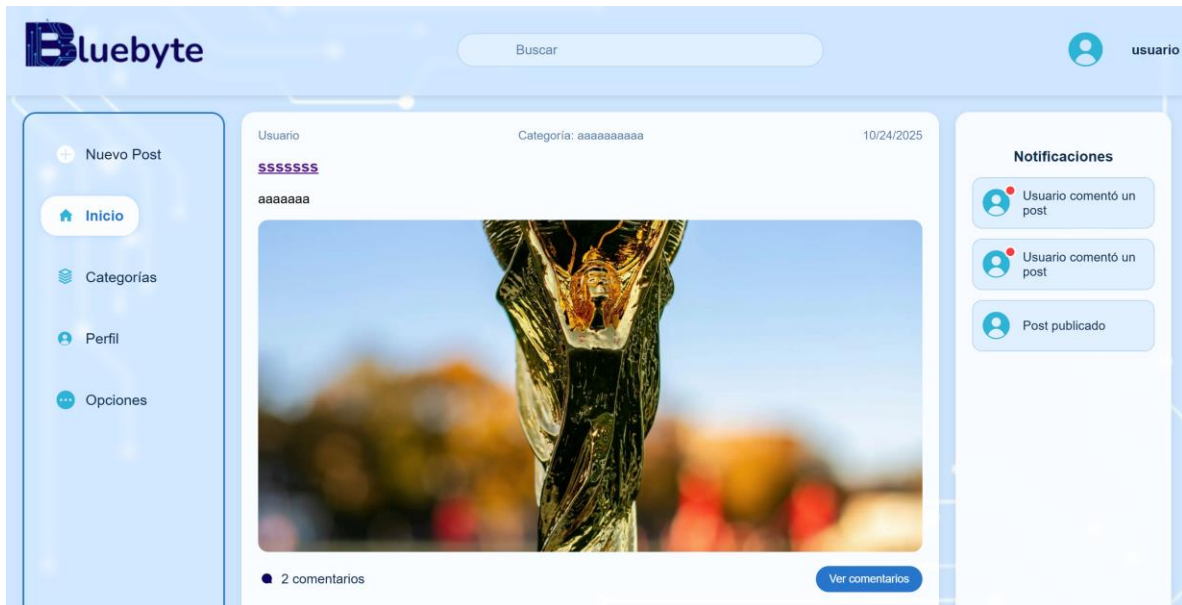 Bluebyte
Buscar
usuario
Nuevo Post
Inicio
Categorías
Perfil
Opciones
Usuario
Categoría: aaaaaaaaaa
10/24/2025
sssssss
aaaaaaa
2 comentarios
Ver comentarios
Notificaciones
Usuario comentó un
post
Usuario comentó un
post
Post publicado